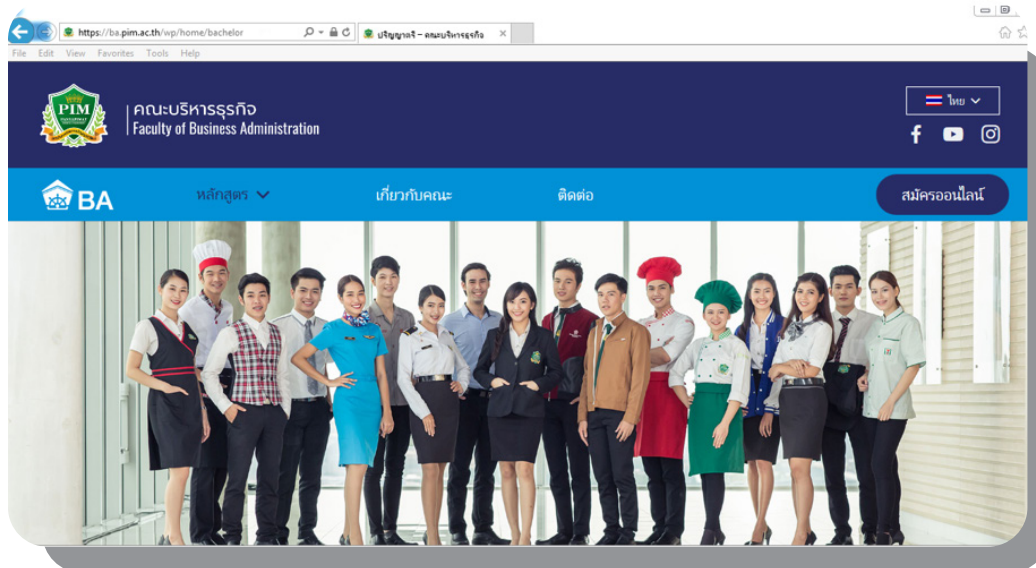 https://ba.pim.ac.th/wp/home/bachelor
ปริญญาตรี – คณะบริหารธุรกิจ
File Edit View Favorites Tools Help
PIM
คณะบริหารธุรกิจ
Faculty of Business Administration
ไทย
BA
หลักสูตร
เกี่ยวกับคณะ
ติดต่อ
สมัครออนไลน์